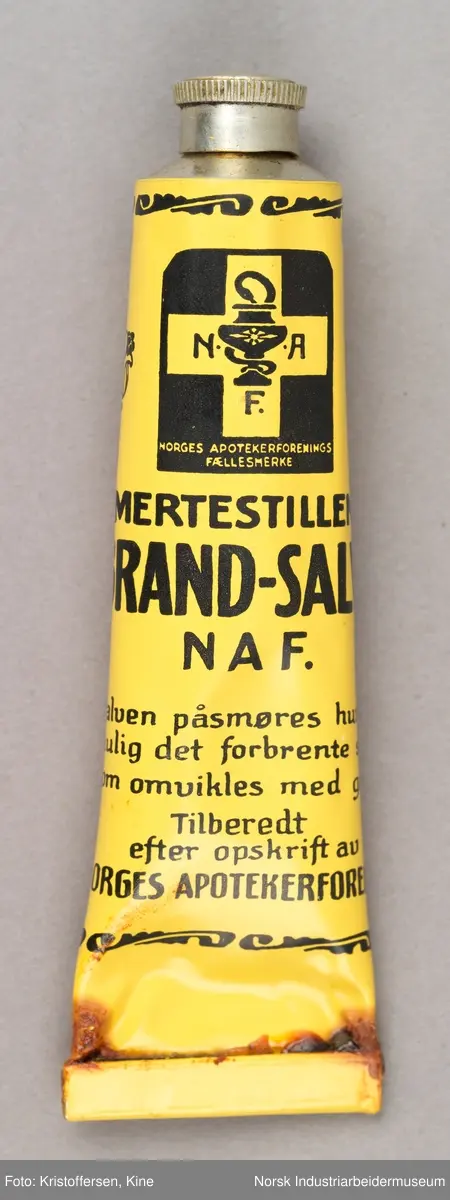 N. .A
F.
NORGES APOTEKERFORENINGS
FÆLLESMERKE
MERTESTILLE
RAND-SAL
NAF.
alven påsmøres hu
ulig det forbrente s
om omvikles med g
Tilberedt
efter opskrift av
ORGES APOTEKERFORE
Foto: Kristoffersen, Kine
Norsk Industriarbeidermuseum